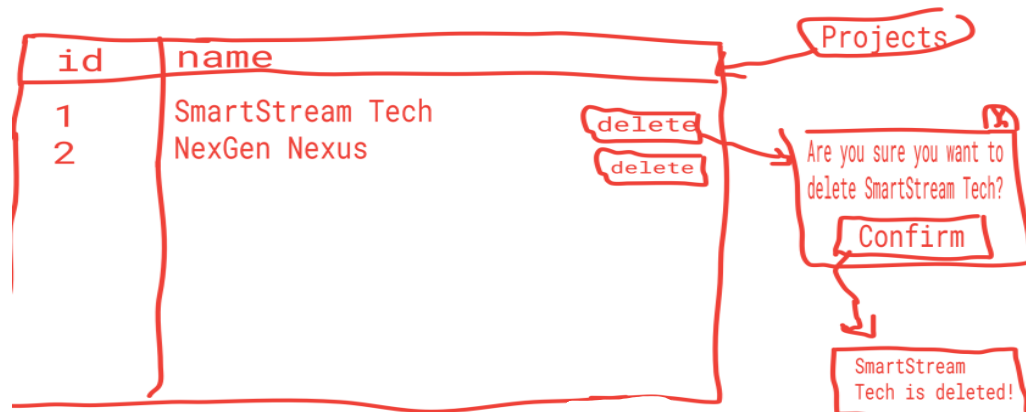 Projects
id name
1 SmartStream Tech delete
2 NexGen Nexus delete
X
Are you sure you want to
delete SmartStream Tech?
Confirm
SmartStream
Tech is deleted!